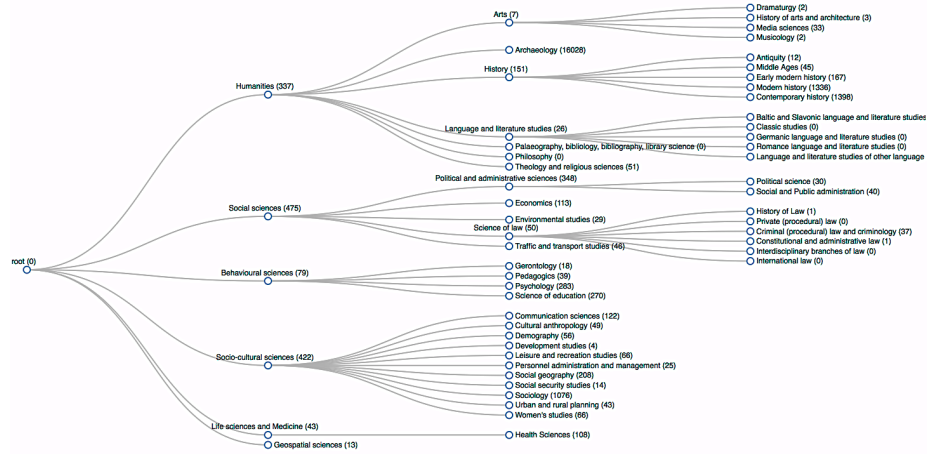 root (0)
Humanities (337)
Arts (7)
Dramaturgy (2)
History of arts and architecture (3)
Media sciences (33)
Musicology (2)
Archaeology (16028)
History (151)
Antiquity (12)
Middle Ages (45)
Early modern history (167)
Modern history (1336)
Contemporary history (1398)
Language and literature studies (26)
Baltic and Slavonic language and literature studies
Classic studies (0)
Germanic language and literature studies (0)
Romance language and literature studies (0)
Language and literature studies of other language
Palaeography, bibliology, bibliography, library science (0)
Philosophy (0)
Theology and religious sciences (51)
Social sciences (475)
Political and administrative sciences (348)
Political science (30)
Social and Public administration (40)
Economics (113)
Environmental studies (29)
Science of law (50)
History of Law (1)
Private (procedural) law (0)
Criminal (procedural) law and criminology (37)
Constitutional and administrative law (1)
Interdisciplinary branches of law (0)
International law (0)
Traffic and transport studies (46)
Behavioural sciences (79)
Gerontology (18)
Pedagogics (39)
Psychology (283)
Science of education (270)
Socio-cultural sciences (422)
Communication sciences (122)
Cultural anthropology (49)
Demography (56)
Development studies (4)
Leisure and recreation studies (66)
Personnel administration and management (25)
Social geography (208)
Social security studies (14)
Sociology (1076)
Urban and rural planning (43)
Women's studies (66)
Life sciences and Medicine (43)
Health Sciences (108)
Geospatial sciences (13)